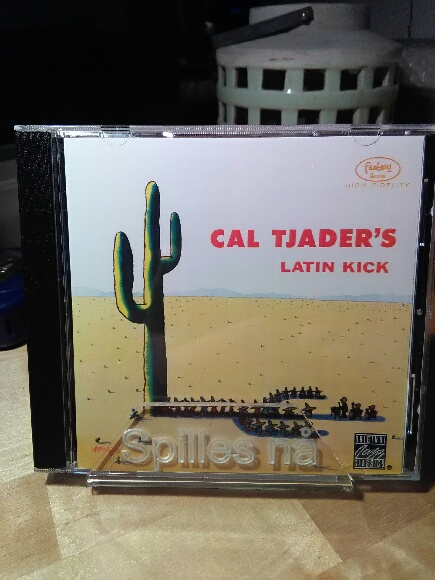 fantasy
HIGH FIDELITY
CAL TJADER'S
LATIN KICK
Spilles nå
ORIGINAL
Jazz
CLASSICS
®